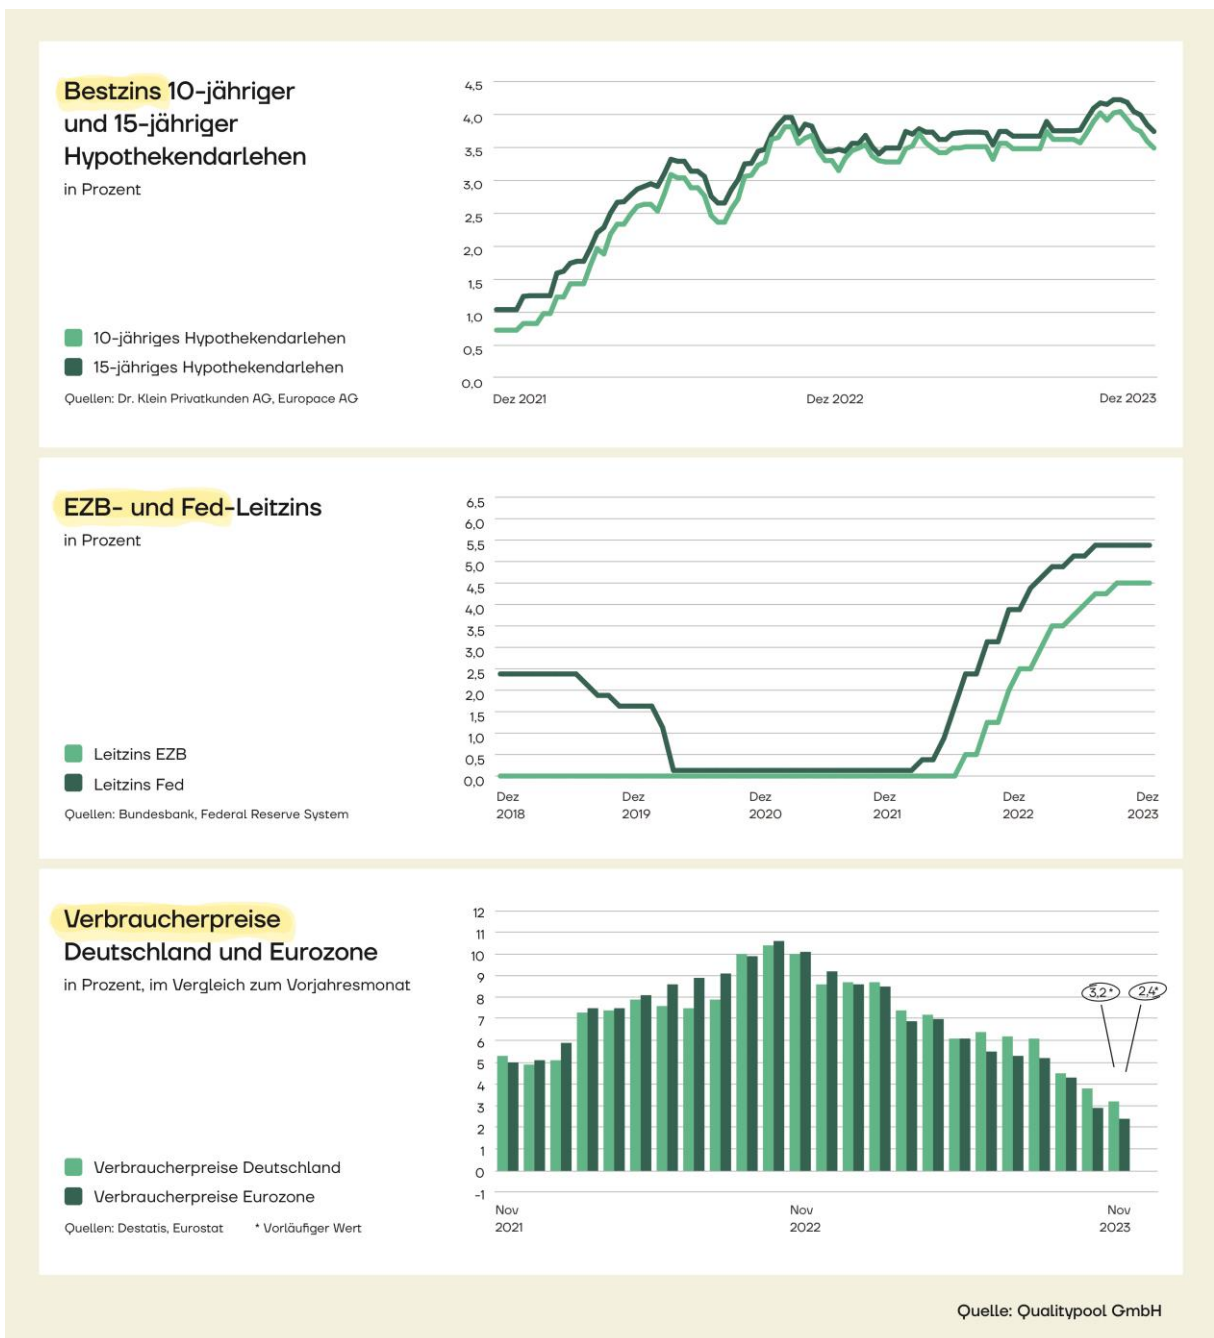 Bestzins 10-jähriger
und 15-jähriger
Hypothekendarlehen
in Prozent
10-jähriges Hypothekendarlehen
15-jähriges Hypothekendarlehen
Quellen: Dr. Klein Privatkunden AG, Europace AG
4,5
4,0
3,5
3,0
2,5
2,0
1,5
1,0
0,5
0,0
Dez 2021 Dez 2022 Dez 2023
EZB- und Fed-Leitzins
in Prozent
Leitzins EZB
Leitzins Fed
Quellen: Bundesbank, Federal Reserve System
6,5
6,0
5,5
5,0
4,5
4,0
3,5
3,0
2,5
2,0
1,5
1,0
0,5
0,0
Dez Dez Dez Dez Dez Dez
2018 2019 2020 2021 2022 2023
Verbraucherpreise
Deutschland und Eurozone
in Prozent, im Vergleich zum Vorjahresmonat
Verbraucherpreise Deutschland
Verbraucherpreise Eurozone
Quellen: Destatis, Eurostat * Vorläufiger Wert
12
11
10
9
8
7
6
5
4
3
2
1
0
-1
3,2* 2,4*
Nov Nov Nov
2021 2022 2023
Quelle: Qualitypool GmbH